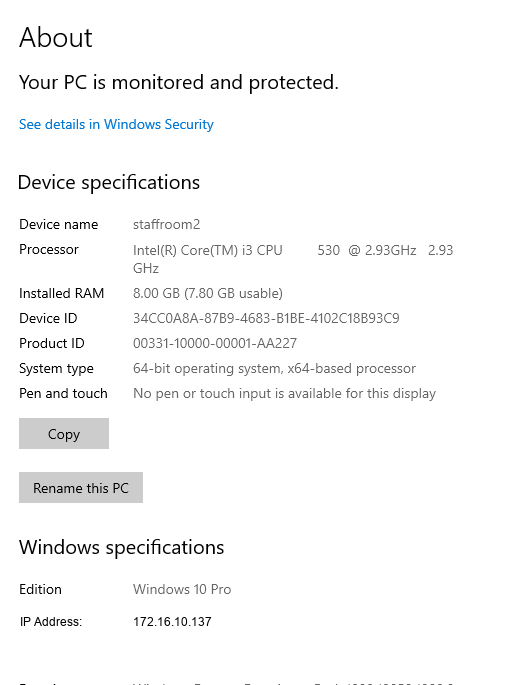 About
Your PC is monitored and protected.
See details in Windows Security
Device specifications
Device name staffroom2
Processor Intel(R) Core(TM) i3 CPU 530 @ 2.93GHz 2.93
GHz
Installed RAM 8.00 GB (7.80 GB usable)
Device ID 34CC0A8A-87B9-4683-B1BE-4102C18B93C9
Product ID 00331-10000-00001-AA227
System type 64-bit operating system, x64-based processor
Pen and touch No pen or touch input is available for this display
Copy
Rename this PC
Windows specifications
Edition Windows 10 Pro
IP Address: 172.16.10.137